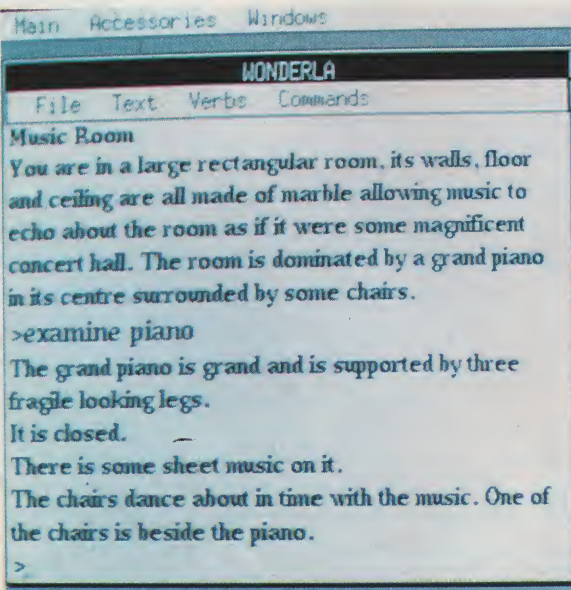 Main Accessories Windows
WONDERLA
File Text Verbs Commands
Music Room
You are in a large rectangular room, its walls, floor
and ceiling are all made of marble allowing music to
echo about the room as if it were some magnificent
concert hall. The room is dominated by a grand piano
in its centre surrounded by some chairs.
>examine piano
The grand piano is grand and is supported by three
fragile looking legs.
It is closed.
There is some sheet music on it.
The chairs dance about in time with the music. One of
the chairs is beside the piano.
>